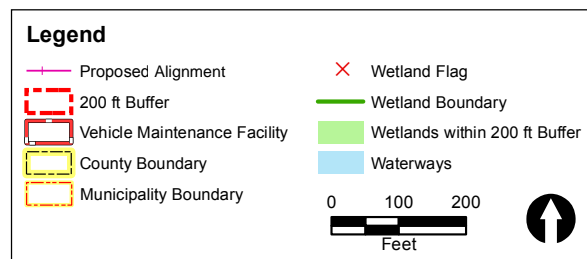 Legend
Proposed Alignment
200 ft Buffer
Vehicle Maintenance Facility
County Boundary
Municipality Boundary
Wetland Flag
Wetland Boundary
Wetlands within 200 ft Buffer
Waterways
0 100 200
Feet